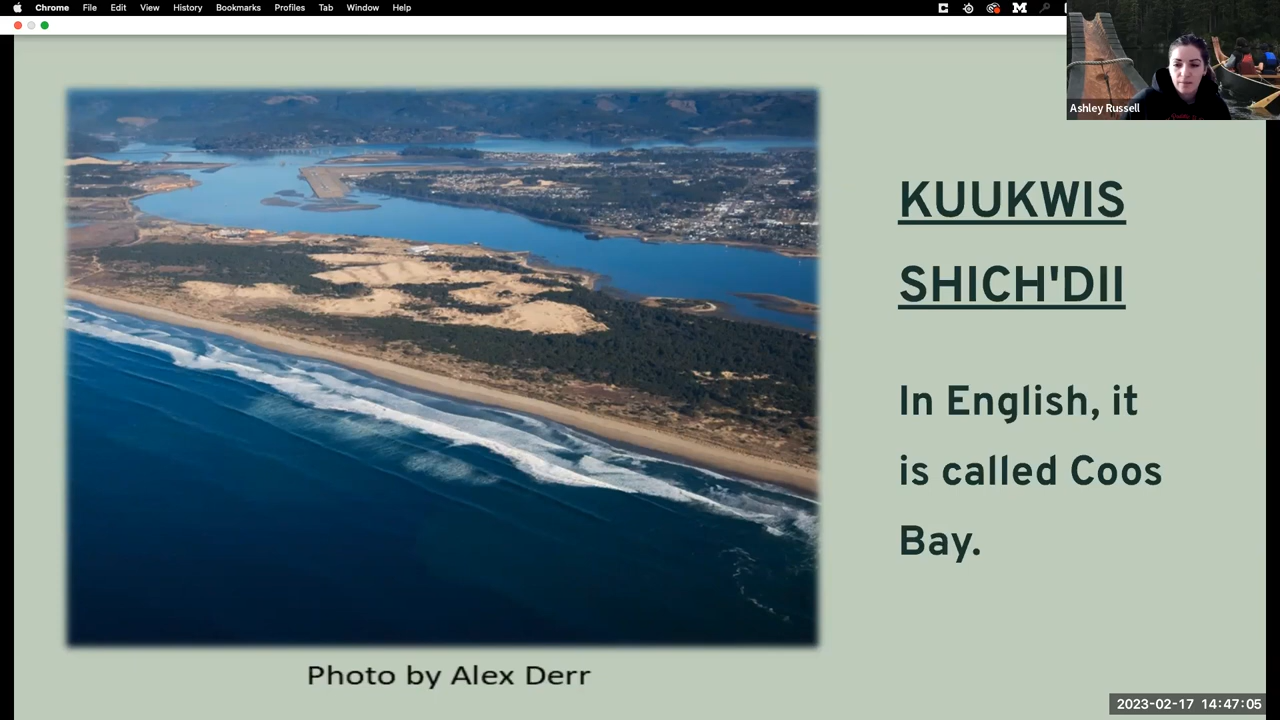 Chrome File Edit View History Bookmarks Profiles Tab Window Help
Ashley Russell
KUUKWIS
SHICH'DII
In English, it
is called Coos
Bay.
Photo by Alex Derr
2023-02-17 14:47:05